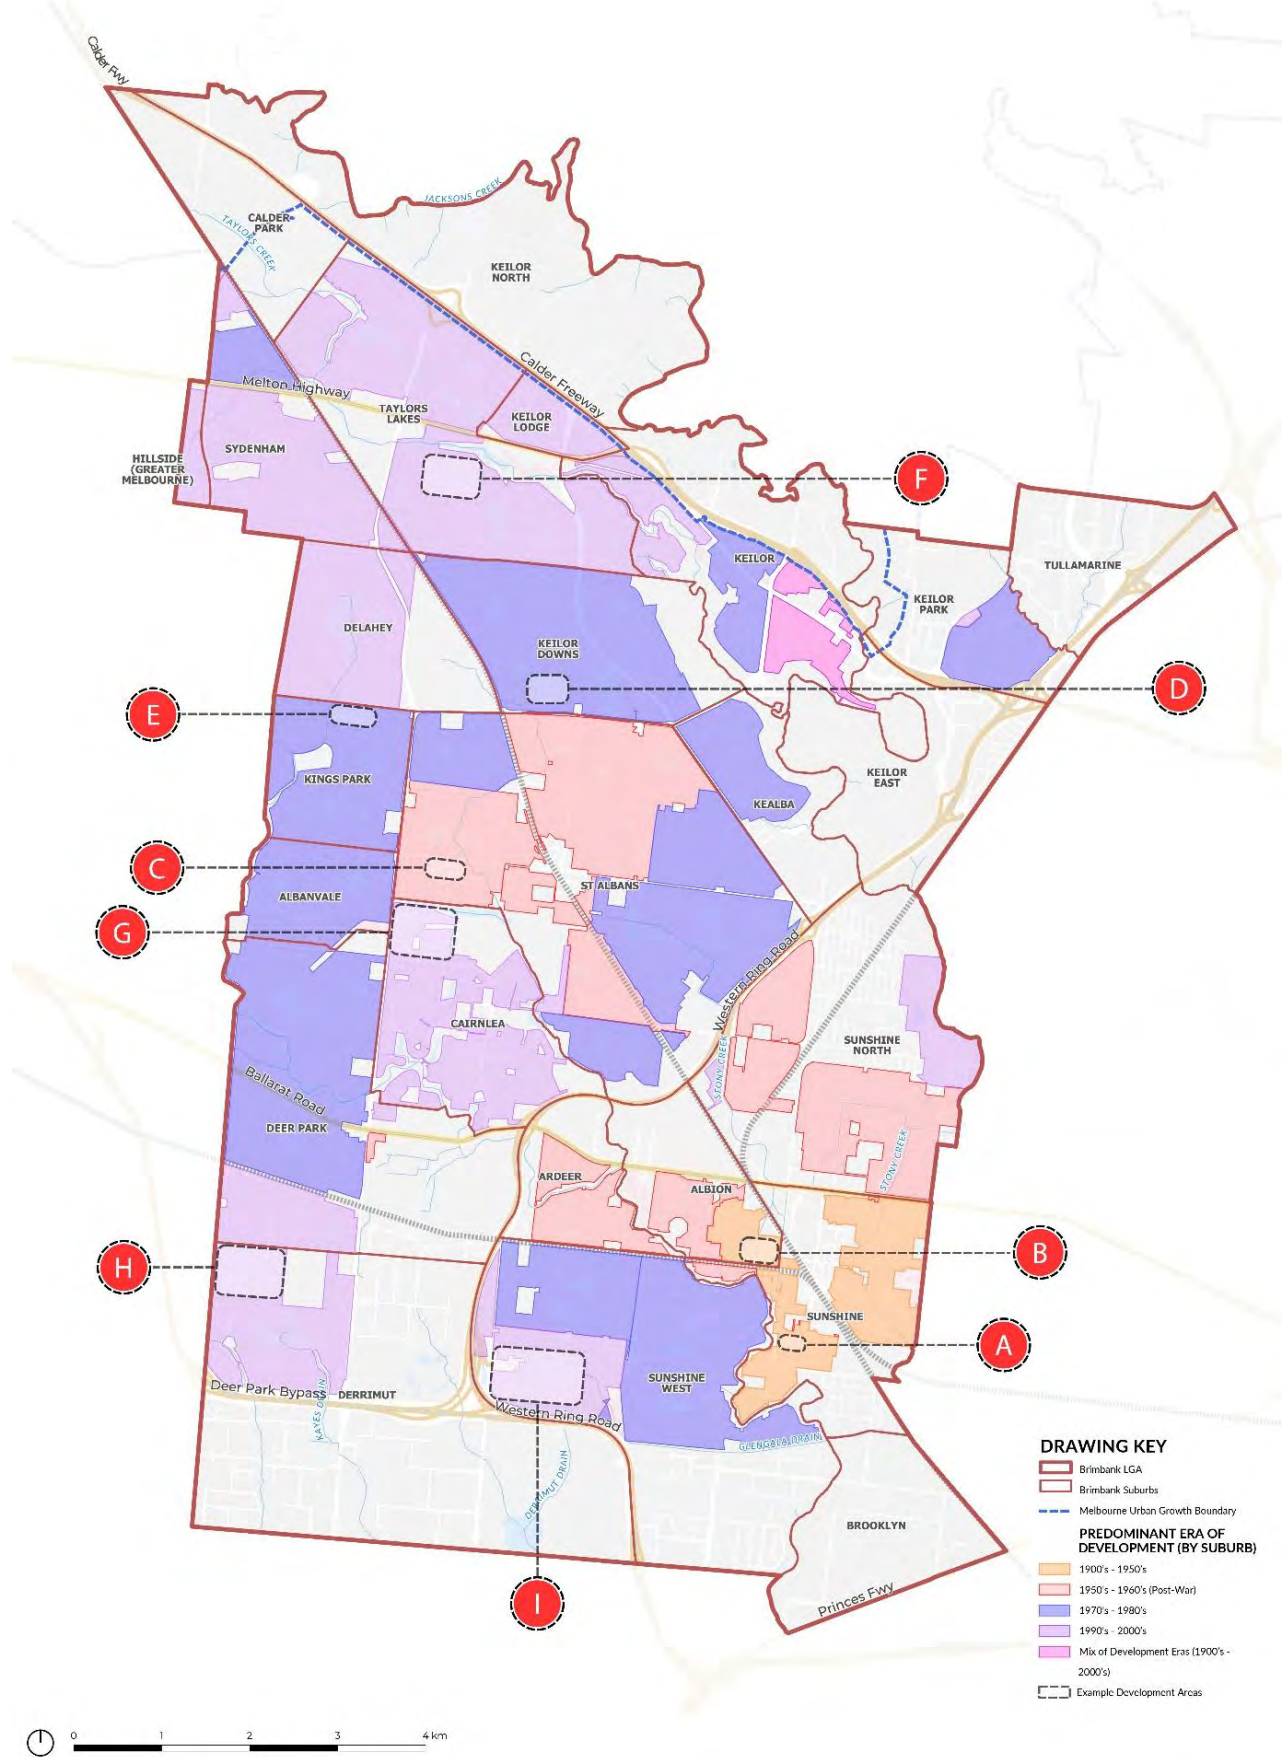 Calder Fwy
JACKSONS CREEK
CALDER
PARK
TAYLORS CREEK
KEILOR
NORTH
Calder Freeway
Melton Highway
TAYLORS
LAKES
KEILOR
LODGE
SYDENHAM
HILLSIDE
(GREATER
MELBOURNE)
F
KEILOR
TULLAMARINE
KEILOR
PARK
DELAHEY
KEILOR
DOWNS
D
E
KINGS PARK
KEILOR
EAST
KEALBA
C
ST ALBANS
ALBANVALE
G
Western Ring Road
CAIRNLEA
SUNSHINE
NORTH
STONY CREEK
Ballarat Road
DEER PARK
STONY CREEK
ARDEER
ALBION
B
H
SUNSHINE
A
SUNSHINE
WEST
Deer Park Bypass
DERRIMUT
KAYES DRAIN
Western Ring Road
GLENGALA DRAIN
DERRIMUT DRAIN
BROOKLYN
I
Princes Fwy
DRAWING KEY
Brimbank LGA
Brimbank Suburbs
Melbourne Urban Growth Boundary
PREDOMINANT ERA OF
DEVELOPMENT (BY SUBURB)
1900's - 1950's
1950's - 1960's (Post-War)
1970's - 1980's
1990's - 2000's
Mix of Development Eras (1900's -
2000's)
Example Development Areas
0 1 2 3 4 km